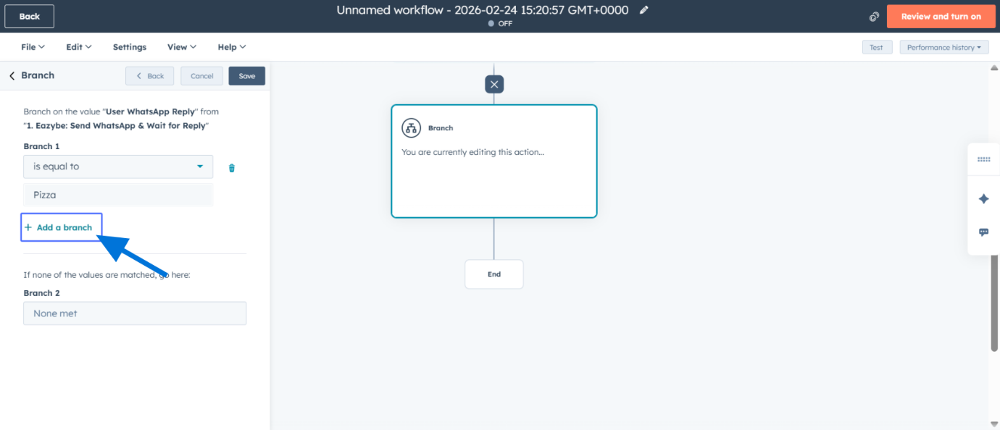 Back
Unnamed workflow - 2026-02-24 15:20:57 GMT+0000
OFF
Review and turn on
File
Edit
Settings
View
Help
Test
Performance history
Branch
Back
Cancel
Save
Branch on the value "User WhatsApp Reply" from
"1. Eazybe: Send WhatsApp & Wait for Reply"
Branch 1
is equal to
Pizza
+ Add a branch
If none of the values are matched, go here:
Branch 2
None met
Branch
You are currently editing this action...
End